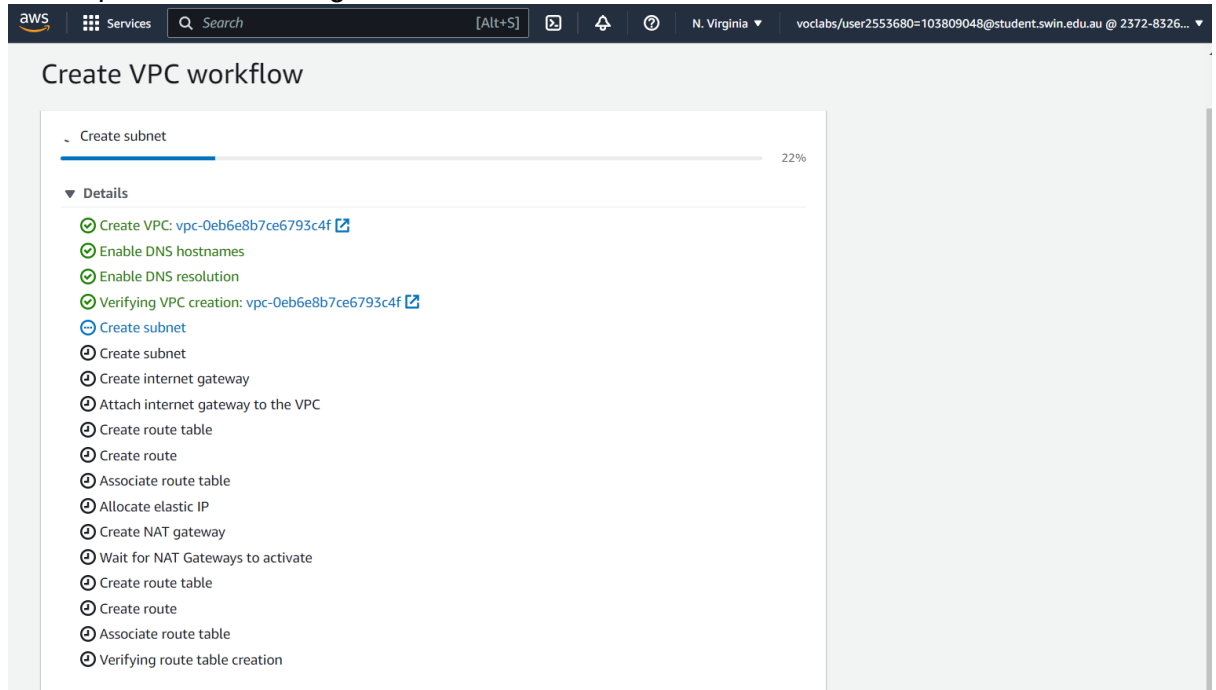 aws Services Search [Alt+S] N. Virginia voclabs/user2553680=103809048@student.swin.edu.au @ 2372-8326...
Create VPC workflow
Create subnet
22%
Details
Create VPC: vpc-0eb6e8b7ce6793c4f
Enable DNS hostnames
Enable DNS resolution
Verifying VPC creation: vpc-0eb6e8b7ce6793c4f
Create subnet
Create subnet
Create internet gateway
Attach internet gateway to the VPC
Create route table
Create route
Associate route table
Allocate elastic IP
Create NAT gateway
Wait for NAT Gateways to activate
Create route table
Create route
Associate route table
Verifying route table creation